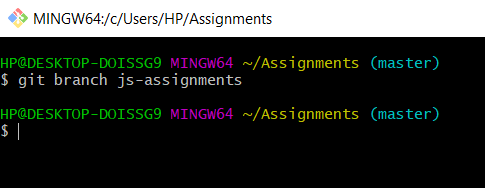 MINGW64:/c/Users/HP/Assignments
HP@DESKTOP-DOISSG9 MINGW64 ~/Assignments (master)
$ git branch js-assignments
HP@DESKTOP-DOISSG9 MINGW64 ~/Assignments (master)
$